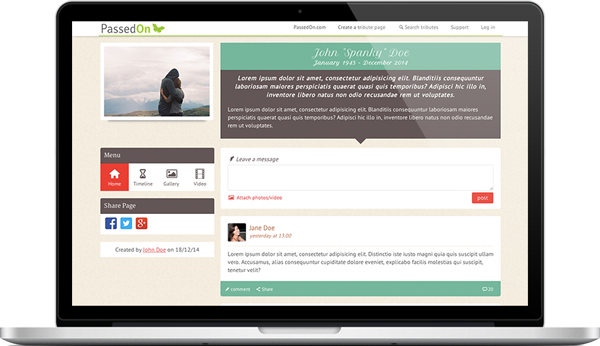 PassedOn
PassedOn.com Create a tribute page Search tributes Support Log in
John "Spanky" Doe
January 1945 - December 2014
Lorem ipsum dolor sit amet, consectetur adipisicing elit. Blanditiis consequuntur
laboriosam maiores perspiciatis quaerat quasi quis temporibus? Adipisci hic illo in,
inventore libero natus non odio recusandae rem ut voluptates.
Lorem ipsum dolor sit amet, consectetur adipisicing elit. Blanditiis consequuntur laboriosam
maiores perspiciatis quaerat quasi quis temporibus? Adipisci hic illo in, inventore libero natus non odio recusandae
rem ut voluptates.
Menu
Home Timeline Gallery Video
Share Page
Created by John Doe on 18/12/14
Leave a message
Attach photos/video
post
Jane Doe
yesterday at 15:00
Lorem ipsum dolor sit amet, consectetur adipisicing elit. Distinctio iste iusto magni quia quis suscipit ullam
vero. Accusamus, alias consequuntur cupiditate dolore eveniet, explicabo facilis molestias qui suscipit,
tenetur velit?
comment Share 20